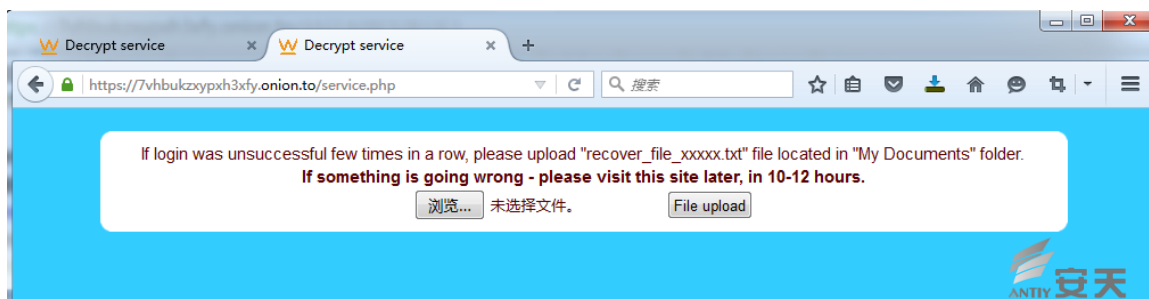 Decrypt service
Decrypt service
https://7vhbukzxypxh3xfy.onion.to/service.php
搜索
If login was unsuccessful few times in a row, please upload "recover_file_xxxxx.txt" file located in "My Documents" folder.
If something is going wrong - please visit this site later, in 10-12 hours.
浏览... 未选择文件。 File upload
ANTIY 安天